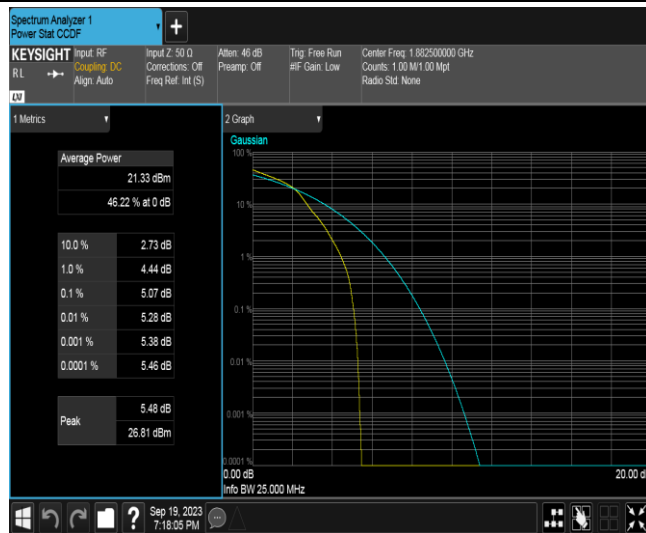 Spectrum Analyzer 1
Power Stat CCDF
KEYSIGHT
RL
Input: RF
Coupling: DC
Align: Auto
Input Z: 50 Ω
Corrections: Off
Freq Ref: Int (S)
Atten: 46 dB
Preamp: Off
Trig: Free Run
#IF Gain: Low
Center Freq: 1.882500000 GHz
Counts: 1.00 M/1.00 Mpt
Radio Std: None
1 Metrics
Average Power
21.33 dBm
46.22 % at 0 dB
10.0 % 2.73 dB
1.0 % 4.44 dB
0.1 % 5.07 dB
0.01 % 5.28 dB
0.001 % 5.38 dB
0.0001 % 5.46 dB
Peak
5.48 dB
26.81 dBm
2 Graph
Gaussian
100 %
10 %
1 %
0.1 %
0.01 %
0.001 %
0.0001 %
0.00 dB
20.00 d
Info BW 25.000 MHz
?
Sep 19, 2023
7:18:05 PM